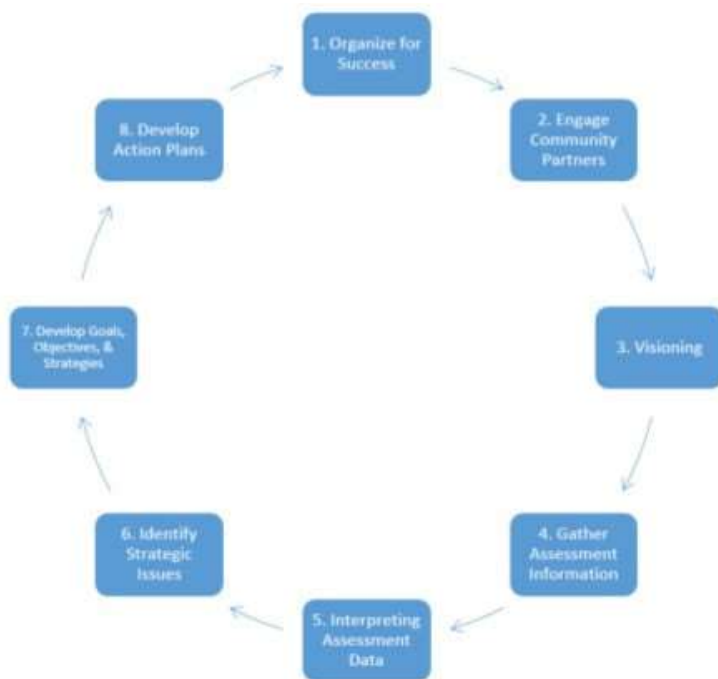 1. Organize for
Success
2. Engage
Community
Partners
3. Visioning
4. Gather
Assessment
Information
5. Interpreting
Assessment
Data
6. Identify
Strategic
Issues
7. Develop Goals,
Objectives, &
Strategies
8. Develop
Action Plans